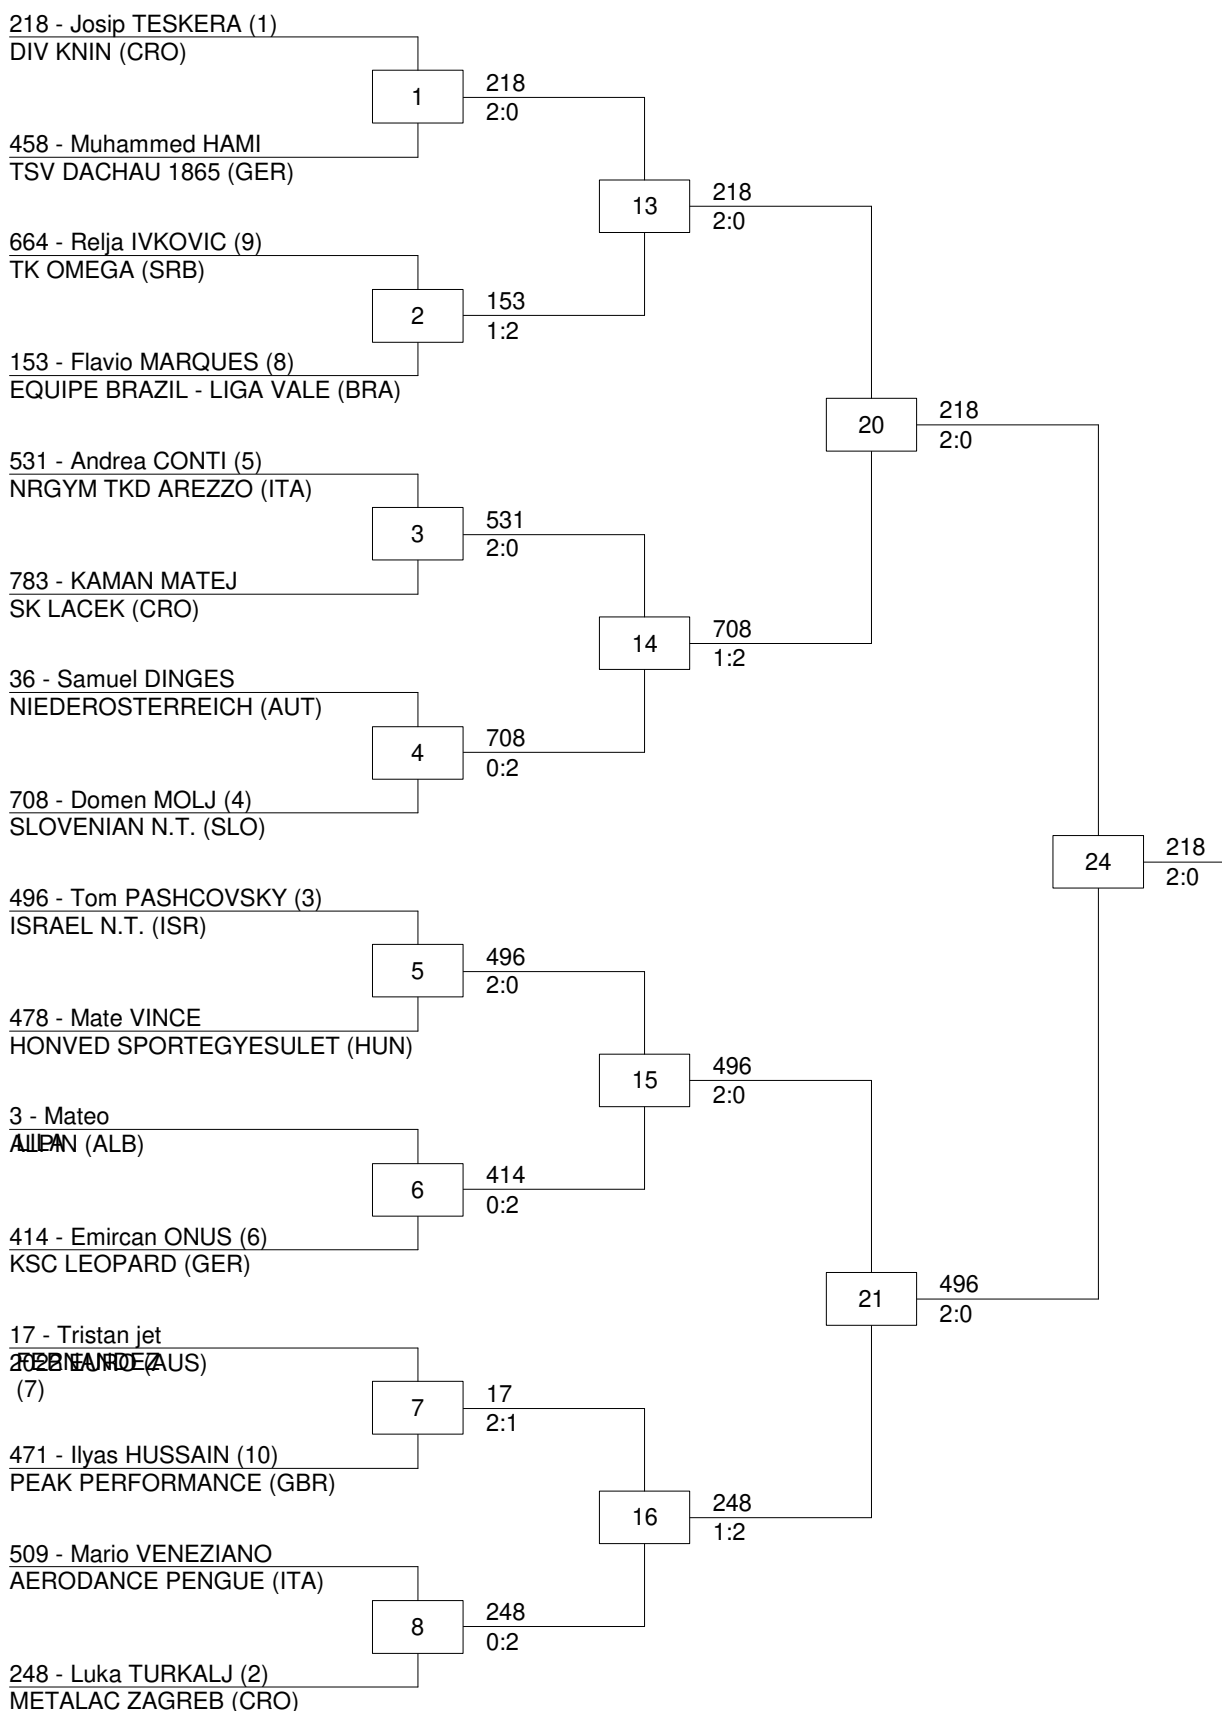 218 - Josip TESKERA (1)
DIV KNIN (CRO)
1
218
2:0
458 - Muhammed HAMI
TSV DACHAU 1865 (GER)
13
218
2:0
664 - Relja IVKOVIC (9)
TK OMEGA (SRB)
2
153
1:2
153 - Flavio MARQUES (8)
EQUIPE BRAZIL - LIGA VALE (BRA)
20
218
2:0
531 - Andrea CONTI (5)
NRGYM TKD AREZZO (ITA)
3
531
2:0
783 - KAMAN MATEJ
SK LACEK (CRO)
14
708
1:2
36 - Samuel DINGES
NIEDEROSTERREICH (AUT)
4
708
0:2
708 - Domen MOLJ (4)
SLOVENIAN N.T. (SLO)
24
218
2:0
496 - Tom PASHCOVSKY (3)
ISRAEL N.T. (ISR)
5
496
2:0
478 - Mate VINCE
HONVED SPORTEGYESULET (HUN)
15
496
2:0
3 - Mateo
(ALB)
6
414
0:2
414 - Emircan ONUS (6)
KSC LEOPARD (GER)
21
496
2:0
17 - Tristan jet
FERNANDEZ
2022 EURO (AUS)
(7)
7
17
2:1
471 - Ilyas HUSSAIN (10)
PEAK PERFORMANCE (GBR)
16
248
1:2
509 - Mario VENEZIANO
AERODANCE PENGUE (ITA)
8
248
0:2
248 - Luka TURKALJ (2)
METALAC ZAGREB (CRO)